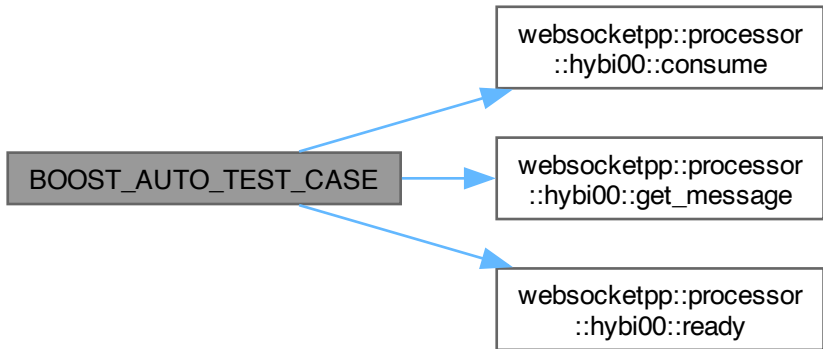 websocketpp::processor
::hybi00::consume
BOOST_AUTO_TEST_CASE
websocketpp::processor
::hybi00::get_message
websocketpp::processor
::hybi00::ready